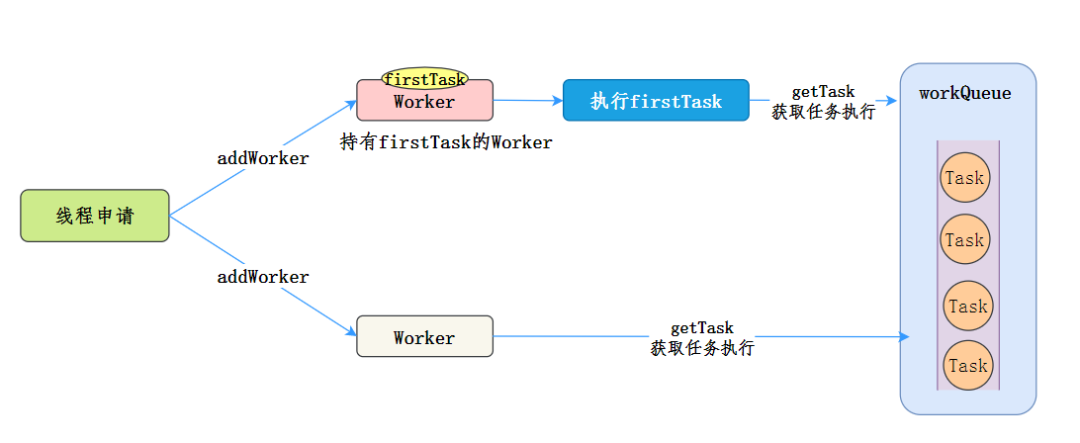 firstTask
Worker
执行firstTask
getTask
获取任务执行
workQueue
持有firstTask的Worker
addWorker
线程申请
addWorker
Worker
getTask
获取任务执行
Task
Task
Task
Task